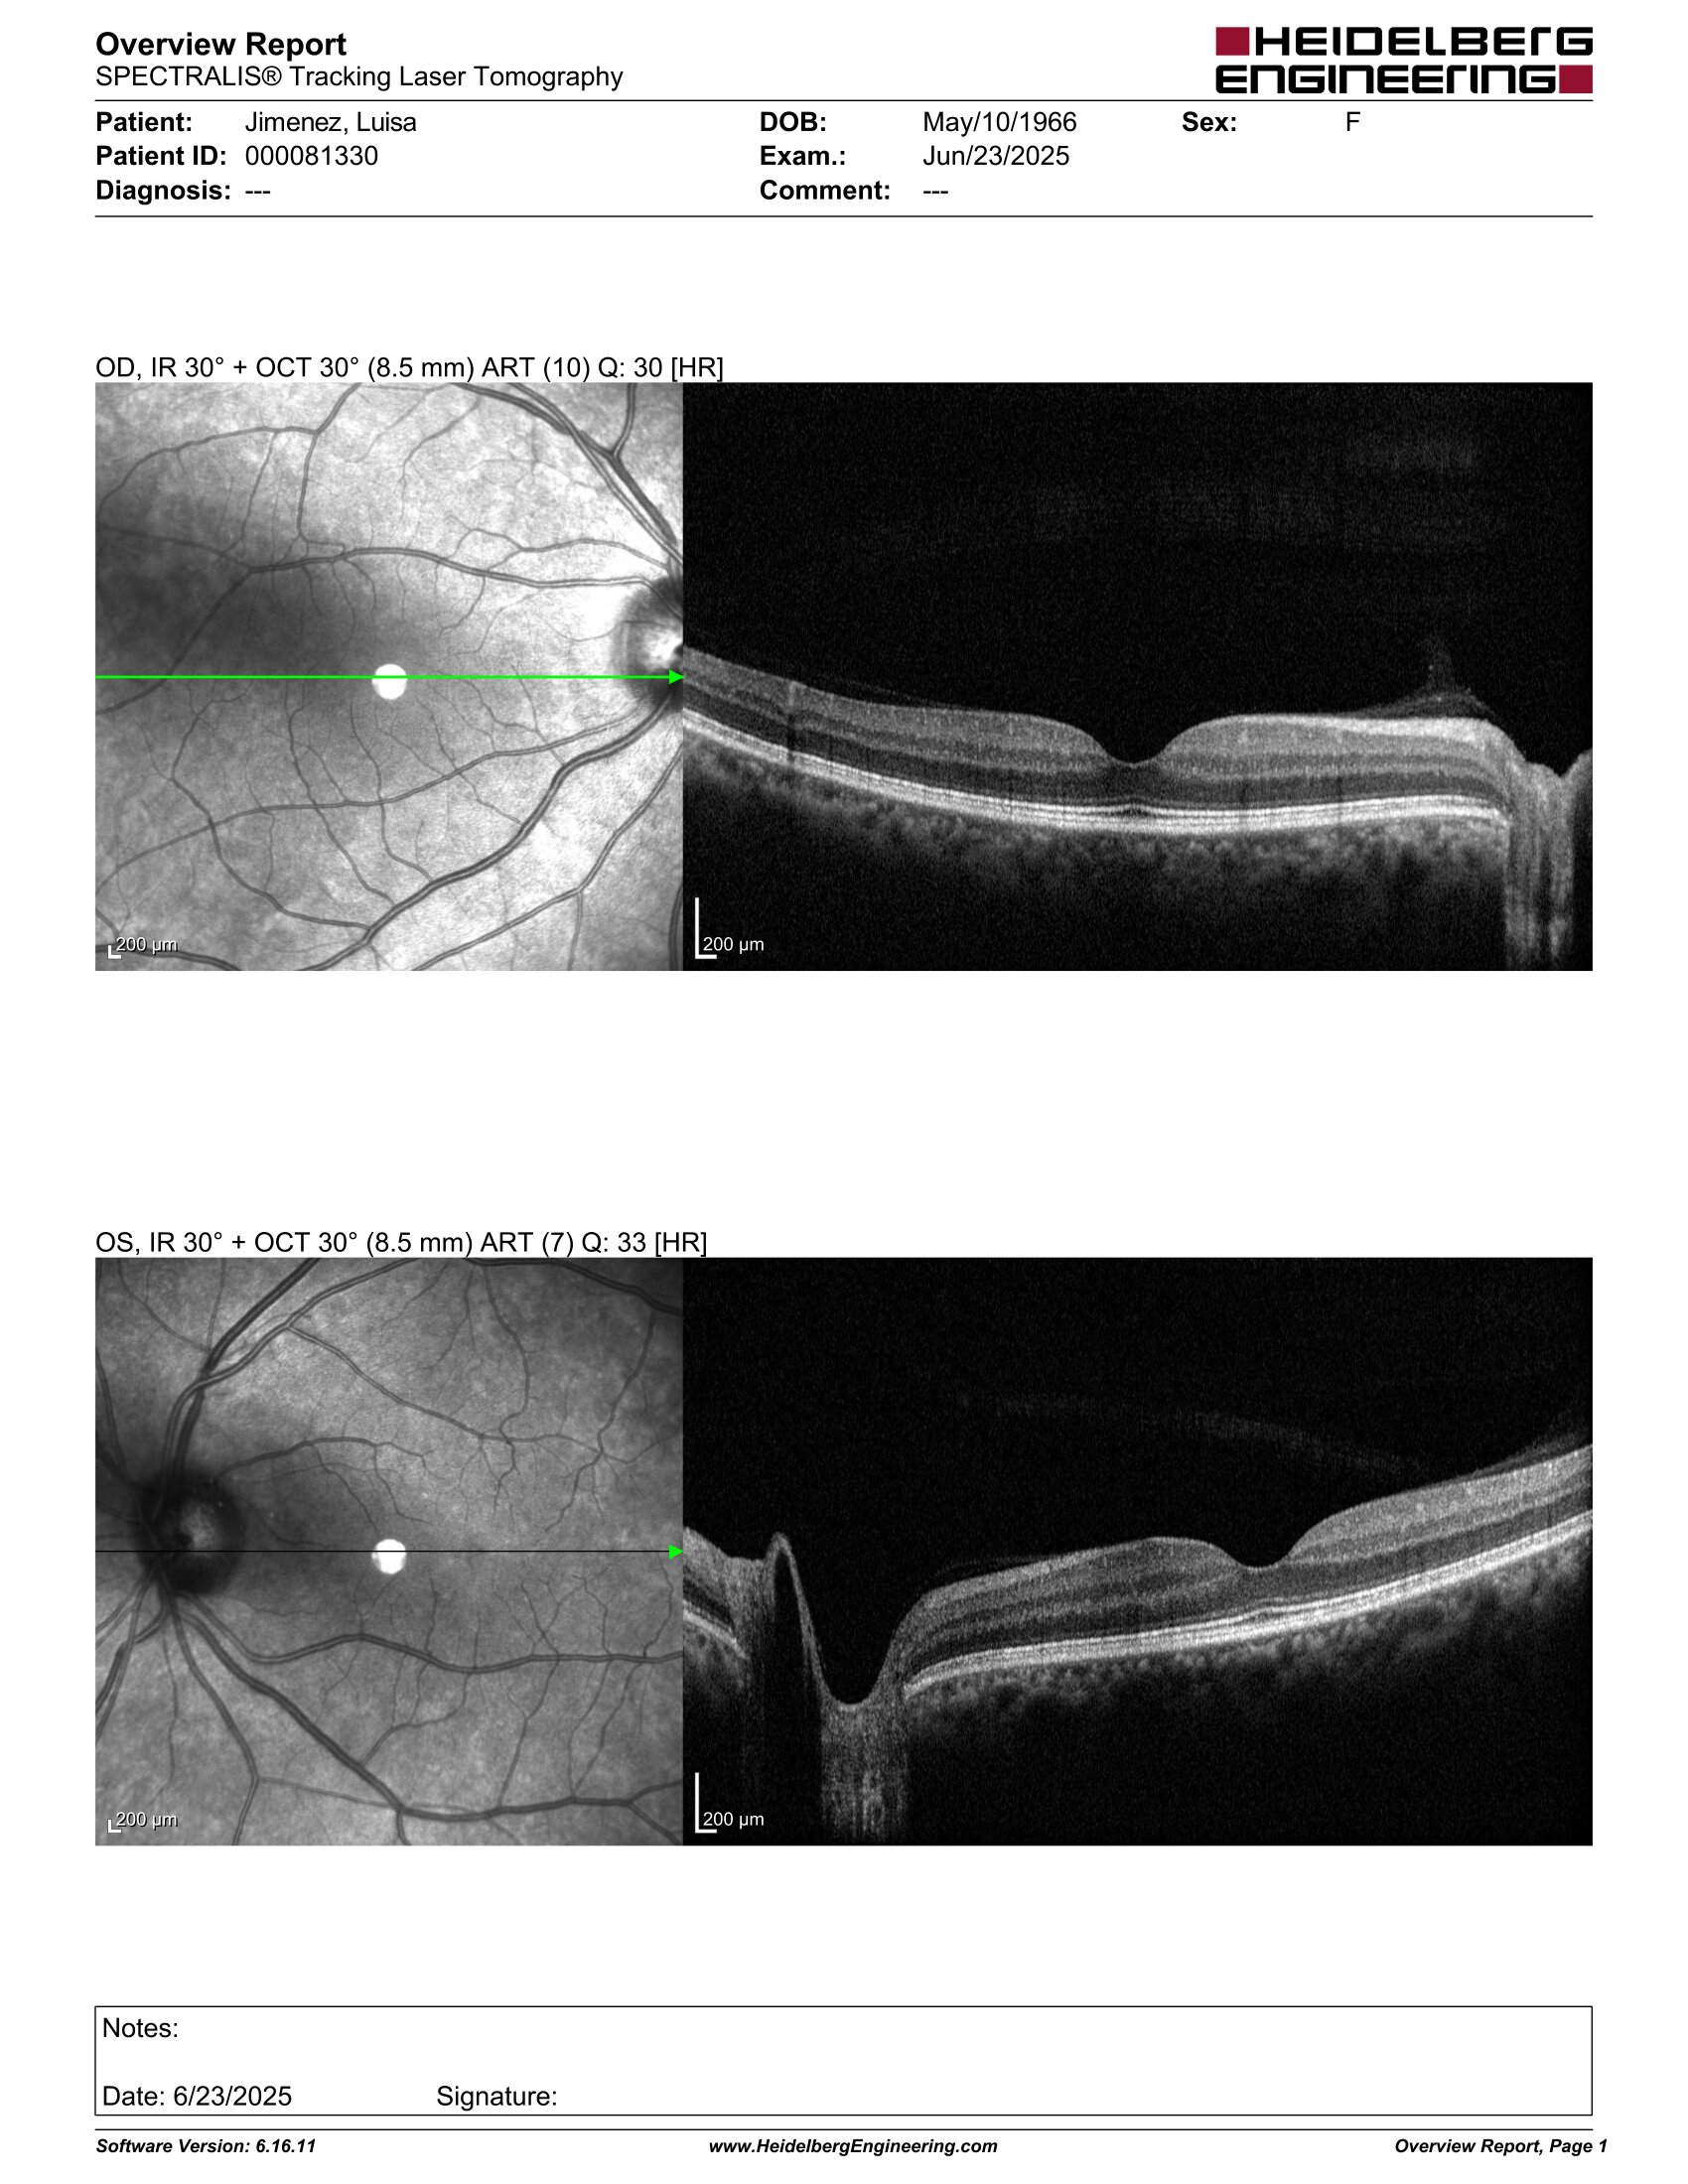 Overview Report
SPECTRALIS® Tracking Laser Tomography
HEIDELBERG
ENGINEERING
Patient: Jimenez, Luisa DOB: May/10/1966 Sex: F
Patient ID: 000081330 Exam.: Jun/23/2025
Diagnosis: --- Comment: ---
OD, IR 30° + OCT 30° (8.5 mm) ART (10) Q: 30 [HR]
200 µm 200 µm
OS, IR 30° + OCT 30° (8.5 mm) ART (7) Q: 33 [HR]
200 µm 200 µm
Notes:
Date: 6/23/2025 Signature:
Software Version: 6.16.11 www.HeidelbergEngineering.com Overview Report, Page 1